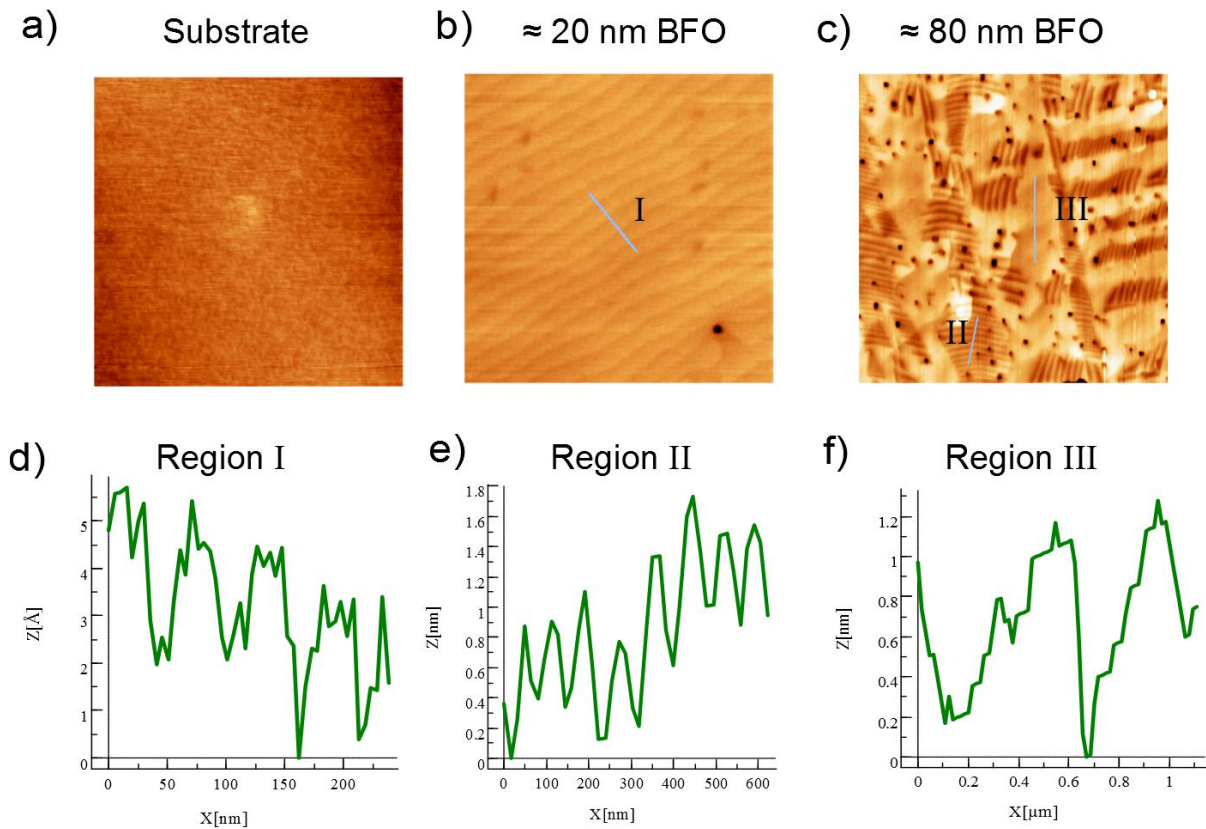 a) Substrate
b) ≈ 20 nm BFO
c) ≈ 80 nm BFO
I
III
II
d) Region I
e) Region II
f) Region III
Z[Å]
5
4
3
2
1
0
0 50 100 150 200
X[nm]
Z[nm]
1.8
1.6
1.4
1.2
1
0.8
0.6
0.4
0.2
0
0 100 200 300 400 500 600
X[nm]
Z[nm]
1.2
1
0.8
0.6
0.4
0.2
0
0 0.2 0.4 0.6 0.8 1
X[µm]